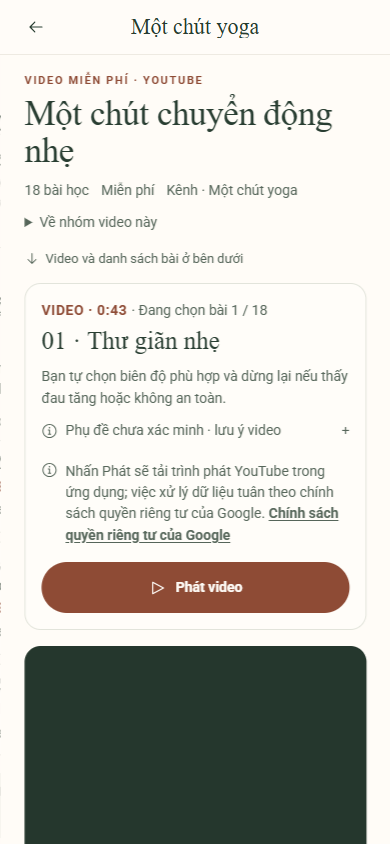 Một chút yoga
VIDEO MIỄN PHÍ · YOUTUBE
Một chút chuyển động
nhẹ
18 bài học Miễn phí Kênh · Một chút yoga
Về nhóm video này
Video và danh sách bài ở bên dưới
VIDEO · 0:43 · Đang chọn bài 1 / 18
01 · Thư giãn nhẹ
Bạn tự chọn biên độ phù hợp và dừng lại nếu thấy
đau tăng hoặc không an toàn.
Phụ đề chưa xác minh · lưu ý video +
Nhấn Phát sẽ tải trình phát YouTube trong
ứng dụng; việc xử lý dữ liệu tuân theo chính
sách quyền riêng tư của Google. Chính sách
quyền riêng tư của Google
Phát video